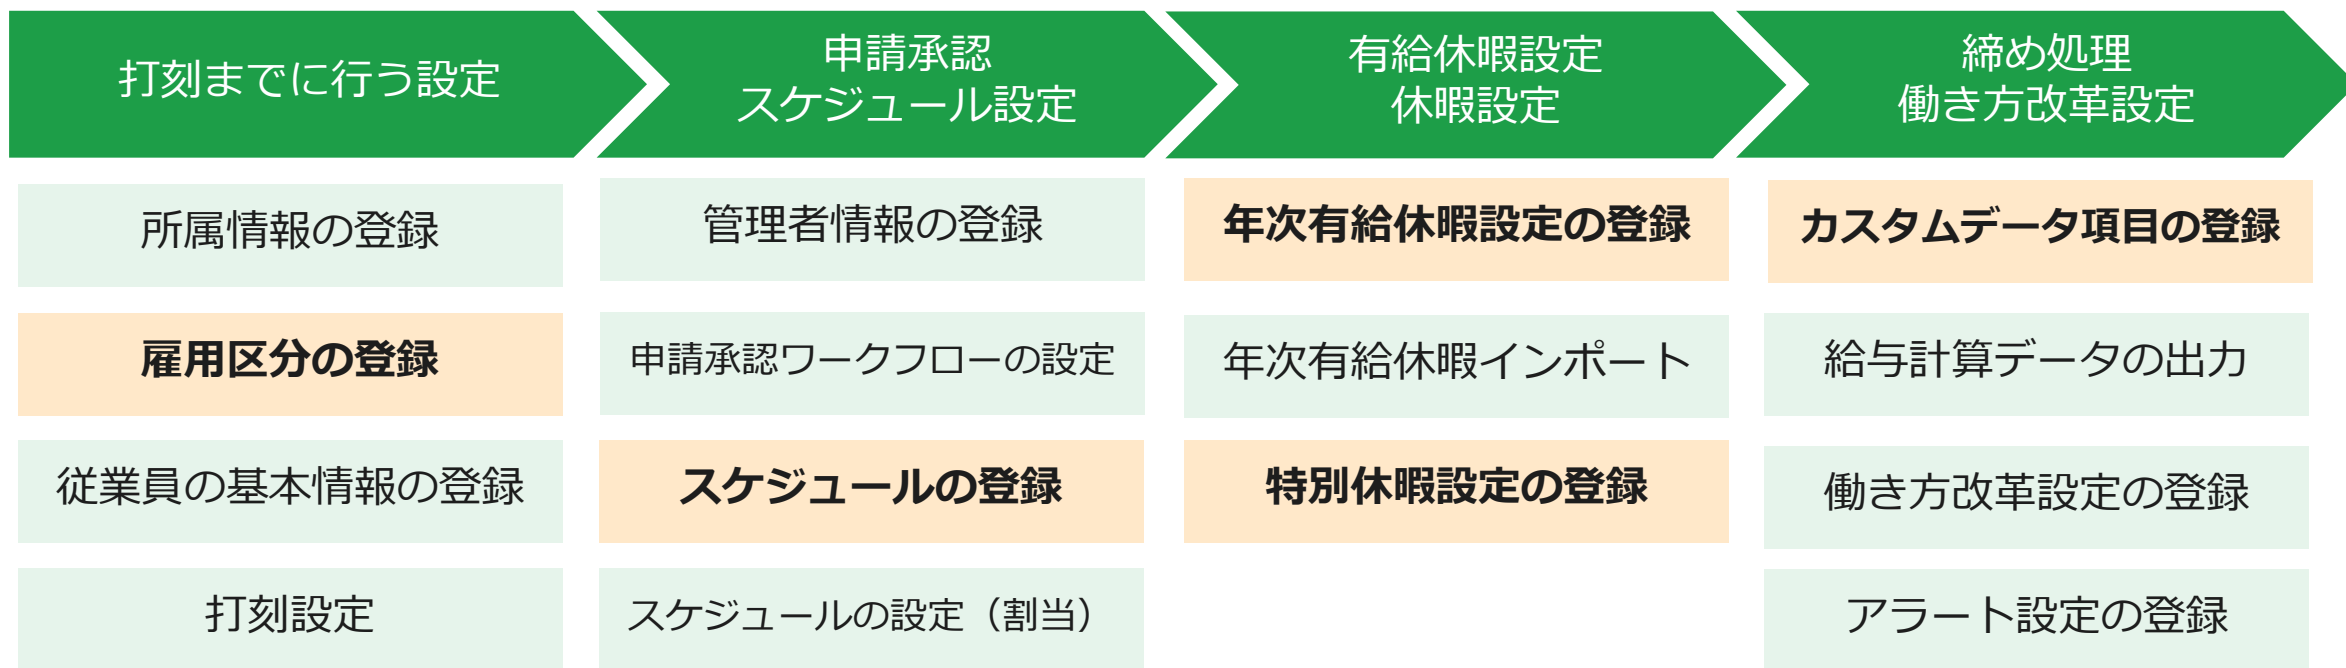 打刻までに行う設定
申請承認
スケジュール設定
有給休暇設定
休暇設定
締め処理
働き方改革設定
所属情報の登録
雇用区分の登録
従業員の基本情報の登録
打刻設定
管理者情報の登録
申請承認ワークフローの設定
スケジュールの登録
スケジュールの設定（割当）
年次有給休暇設定の登録
年次有給休暇インポート
特別休暇設定の登録
カスタムデータ項目の登録
給与計算データの出力
働き方改革設定の登録
アラート設定の登録